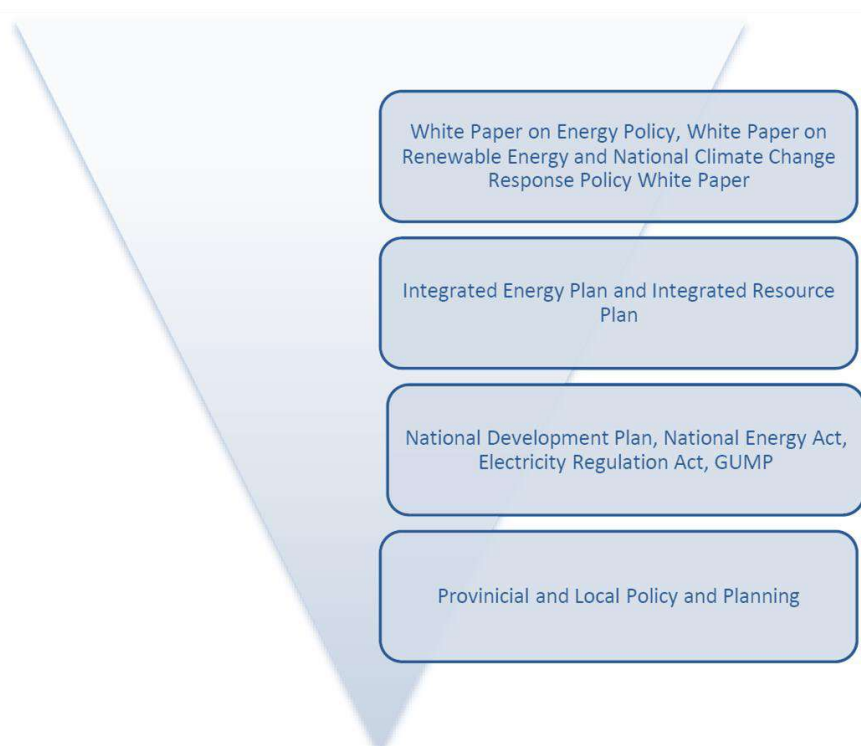 White Paper on Energy Policy, White Paper on
Renewable Energy and National Climate Change
Response Policy White Paper
Integrated Energy Plan and Integrated Resource
Plan
National Development Plan, National Energy Act,
Electricity Regulation Act, GUMP
Provinicial and Local Policy and Planning